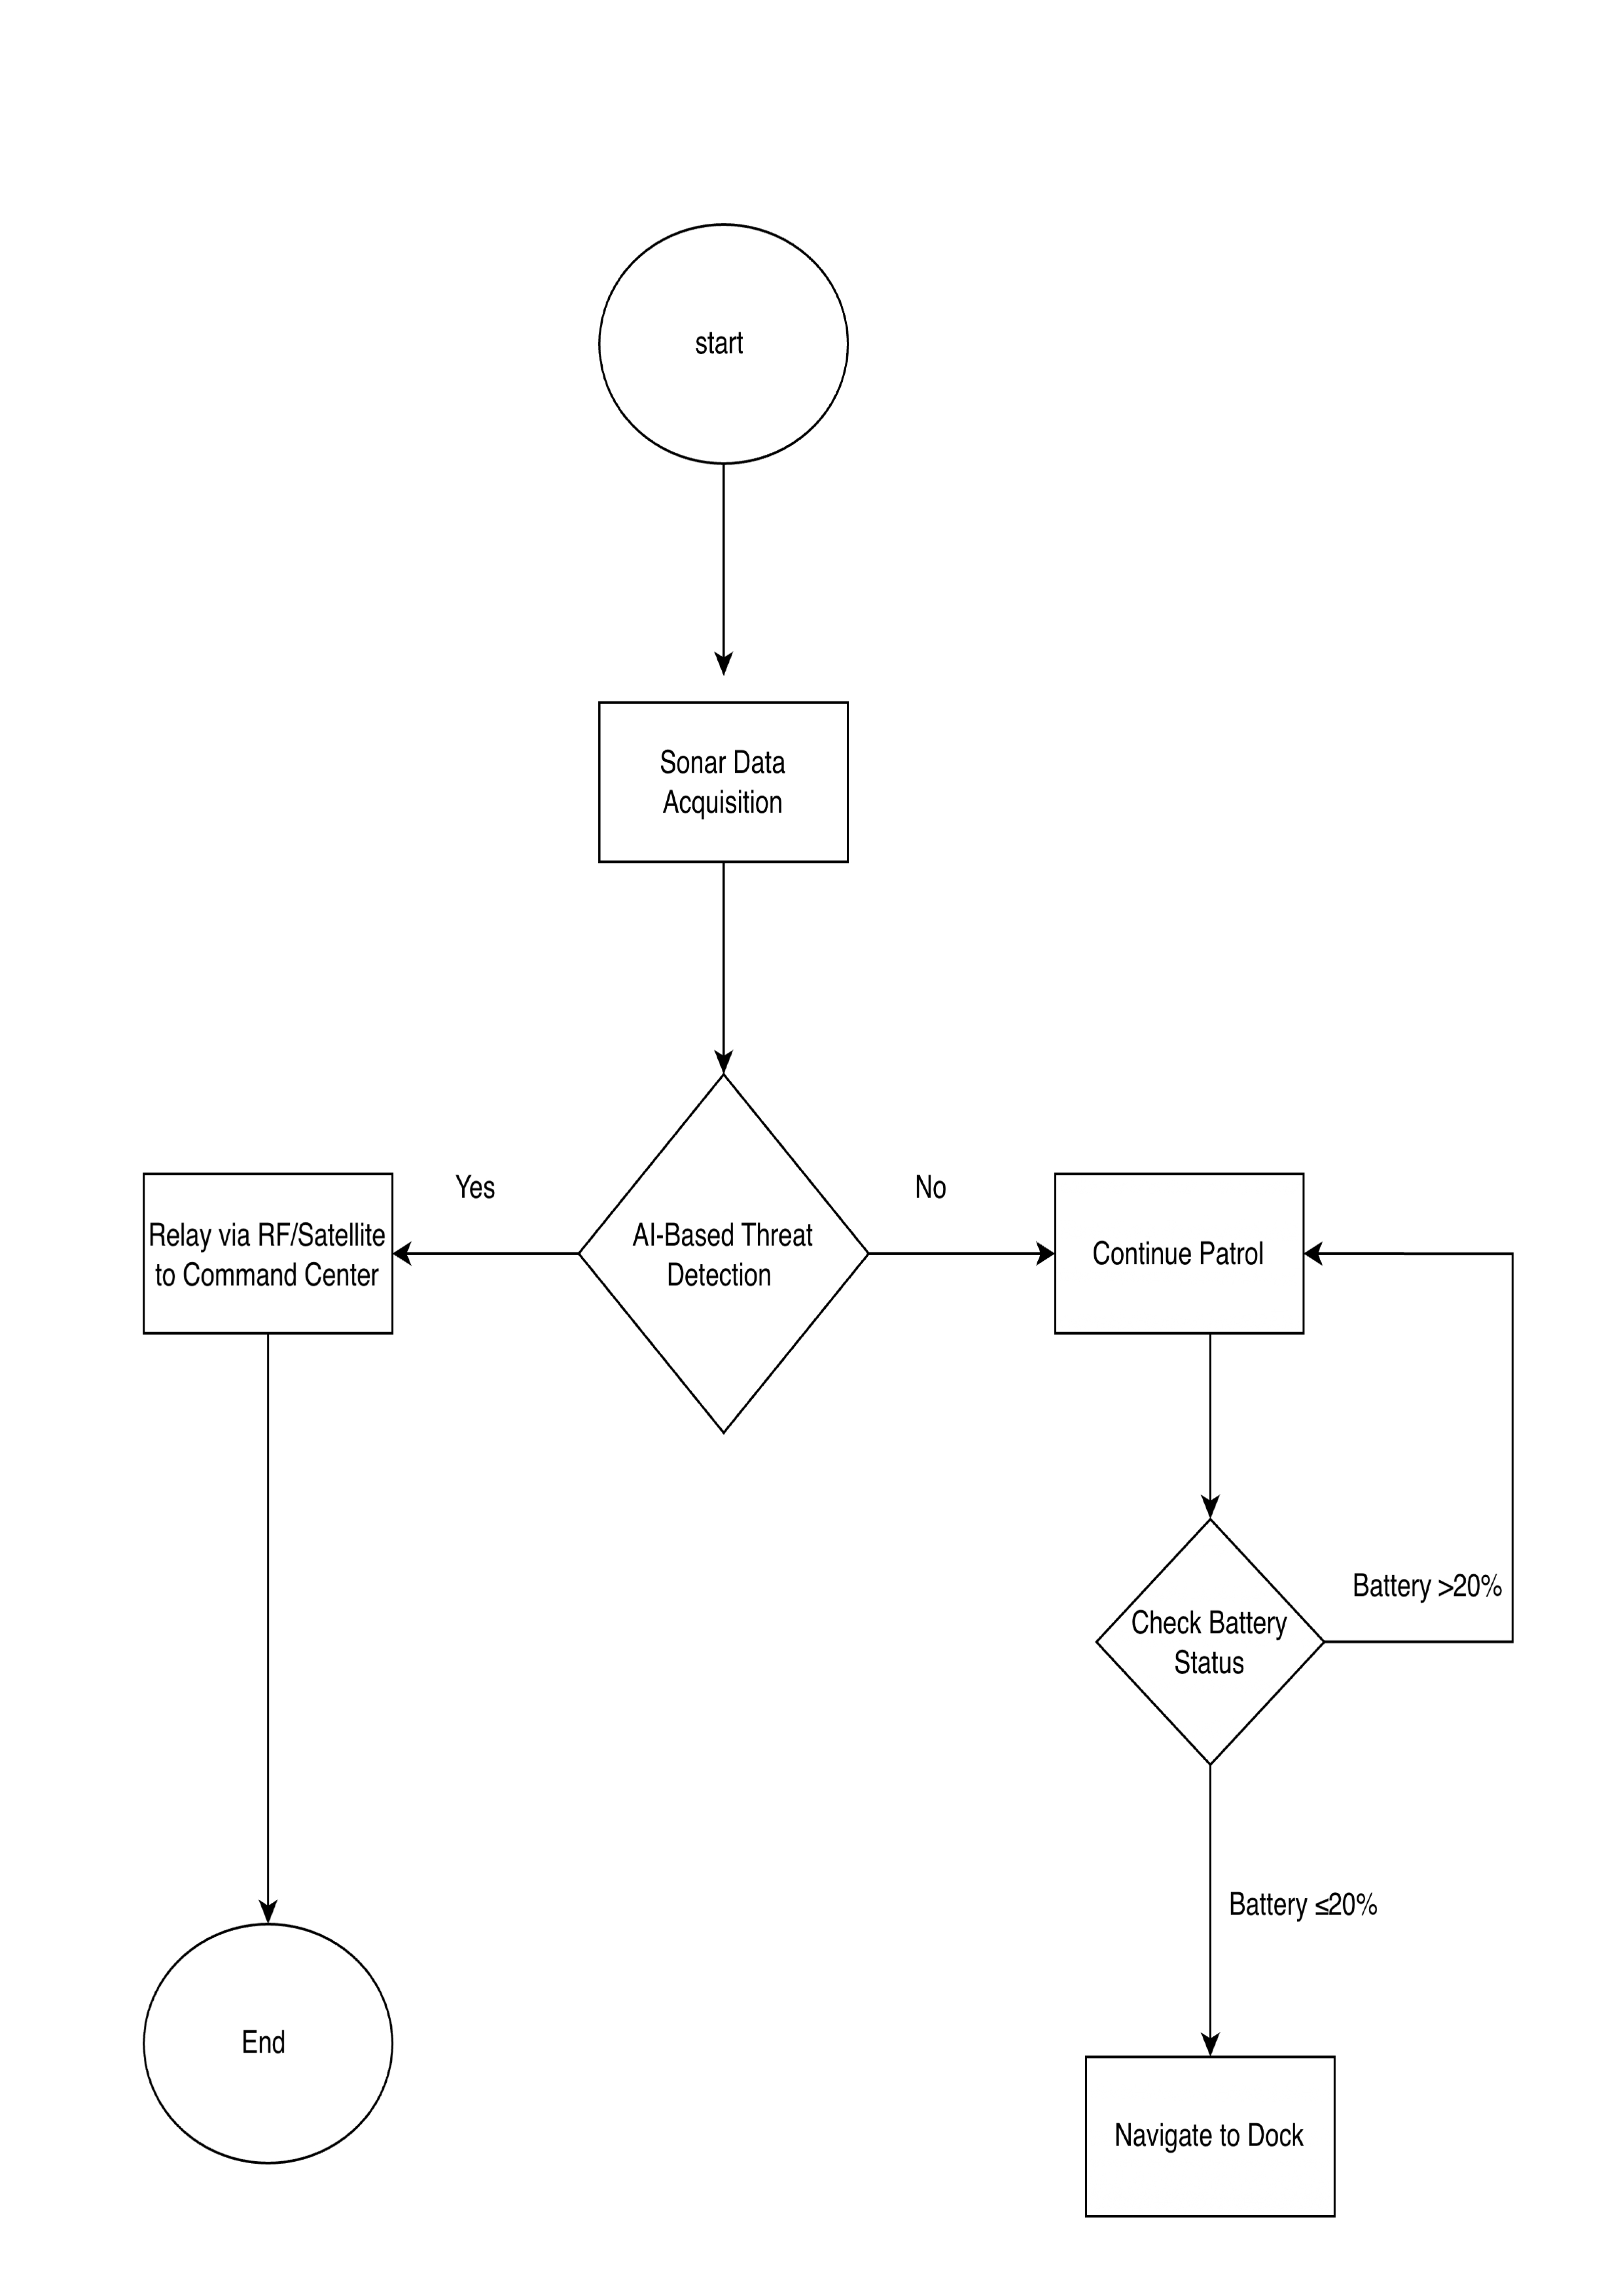 start
Sonar Data
Acquisition
Yes
No
Relay via RF/Satellite
to Command Center
AI-Based Threat
Detection
Continue Patrol
Battery >20%
Check Battery
Status
Battery ≤20%
End
Navigate to Dock